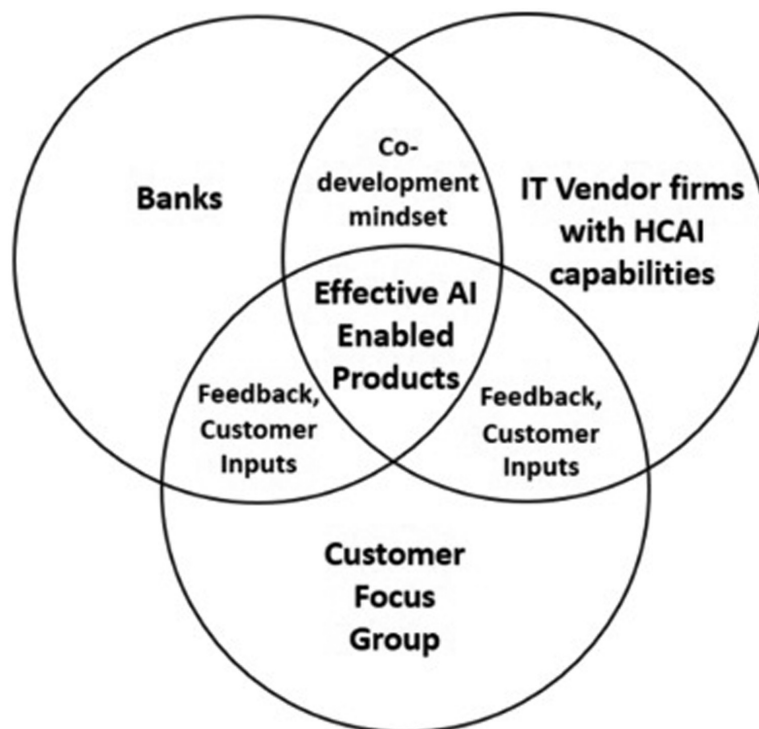 Banks
Co-
development
mindset
IT Vendor firms
with HCAI
capabilities
Effective AI
Enabled
Products
Feedback,
Customer
Inputs
Feedback,
Customer
Inputs
Customer
Focus
Group